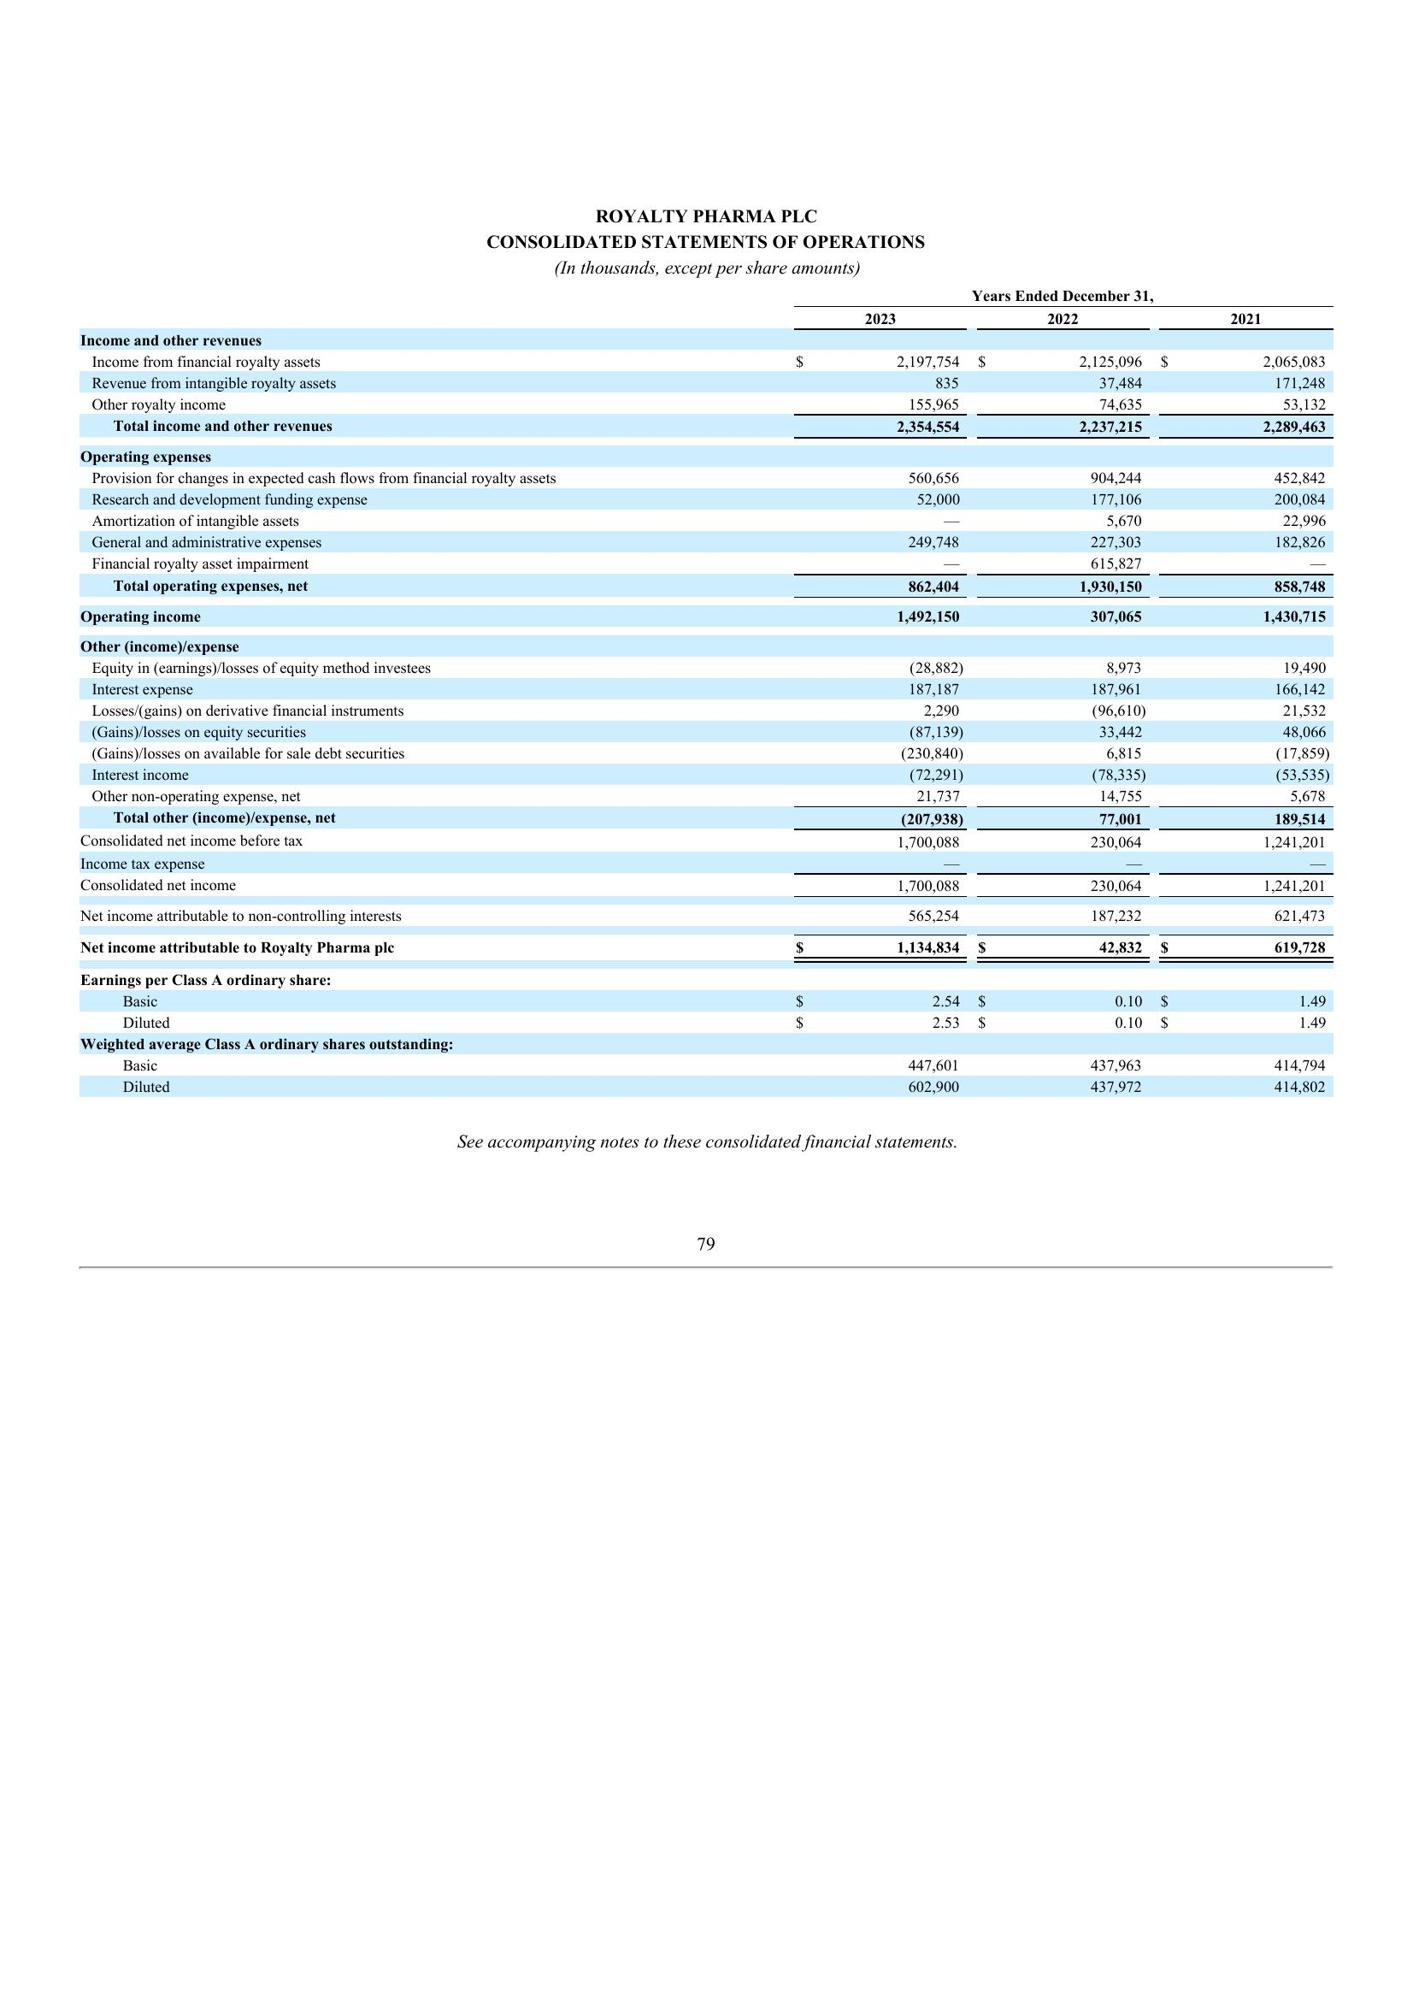 ROYALTY PHARMA PLC
CONSOLIDATED STATEMENTS OF OPERATIONS
(In thousands, except per share amounts)
Years Ended December 31,
2023 2022 2021
Income and other revenues
Income from financial royalty assets $ 2,197,754 $ 2,125,096 $ 2,065,083
Revenue from intangible royalty assets 835 37,484 171,248
Other royalty income 155,965 74,635 53,132
Total income and other revenues 2,354,554 2,237,215 2,289,463
Operating expenses
Provision for changes in expected cash flows from financial royalty assets 560,656 904,244 452,842
Research and development funding expense 52,000 177,106 200,084
Amortization of intangible assets — 5,670 22,996
General and administrative expenses 249,748 227,303 182,826
Financial royalty asset impairment — 615,827 —
Total operating expenses, net 862,404 1,930,150 858,748
Operating income 1,492,150 307,065 1,430,715
Other (income)/expense
Equity in (earnings)/losses of equity method investees (28,882) 8,973 19,490
Interest expense 187,187 187,961 166,142
Losses/(gains) on derivative financial instruments 2,290 (96,610) 21,532
(Gains)/losses on equity securities (87,139) 33,442 48,066
(Gains)/losses on available for sale debt securities (230,840) 6,815 (17,859)
Interest income (72,291) (78,335) (53,535)
Other non-operating expense, net 21,737 14,755 5,678
Total other (income)/expense, net (207,938) 77,001 189,514
Consolidated net income before tax 1,700,088 230,064 1,241,201
Income tax expense — — —
Consolidated net income 1,700,088 230,064 1,241,201
Net income attributable to non-controlling interests 565,254 187,232 621,473
Net income attributable to Royalty Pharma plc $ 1,134,834 $ 42,832 $ 619,728
Earnings per Class A ordinary share:
Basic $ 2.54 $ 0.10 $ 1.49
Diluted $ 2.53 $ 0.10 $ 1.49
Weighted average Class A ordinary shares outstanding:
Basic 447,601 437,963 414,794
Diluted 602,900 437,972 414,802
See accompanying notes to these consolidated financial statements.
79